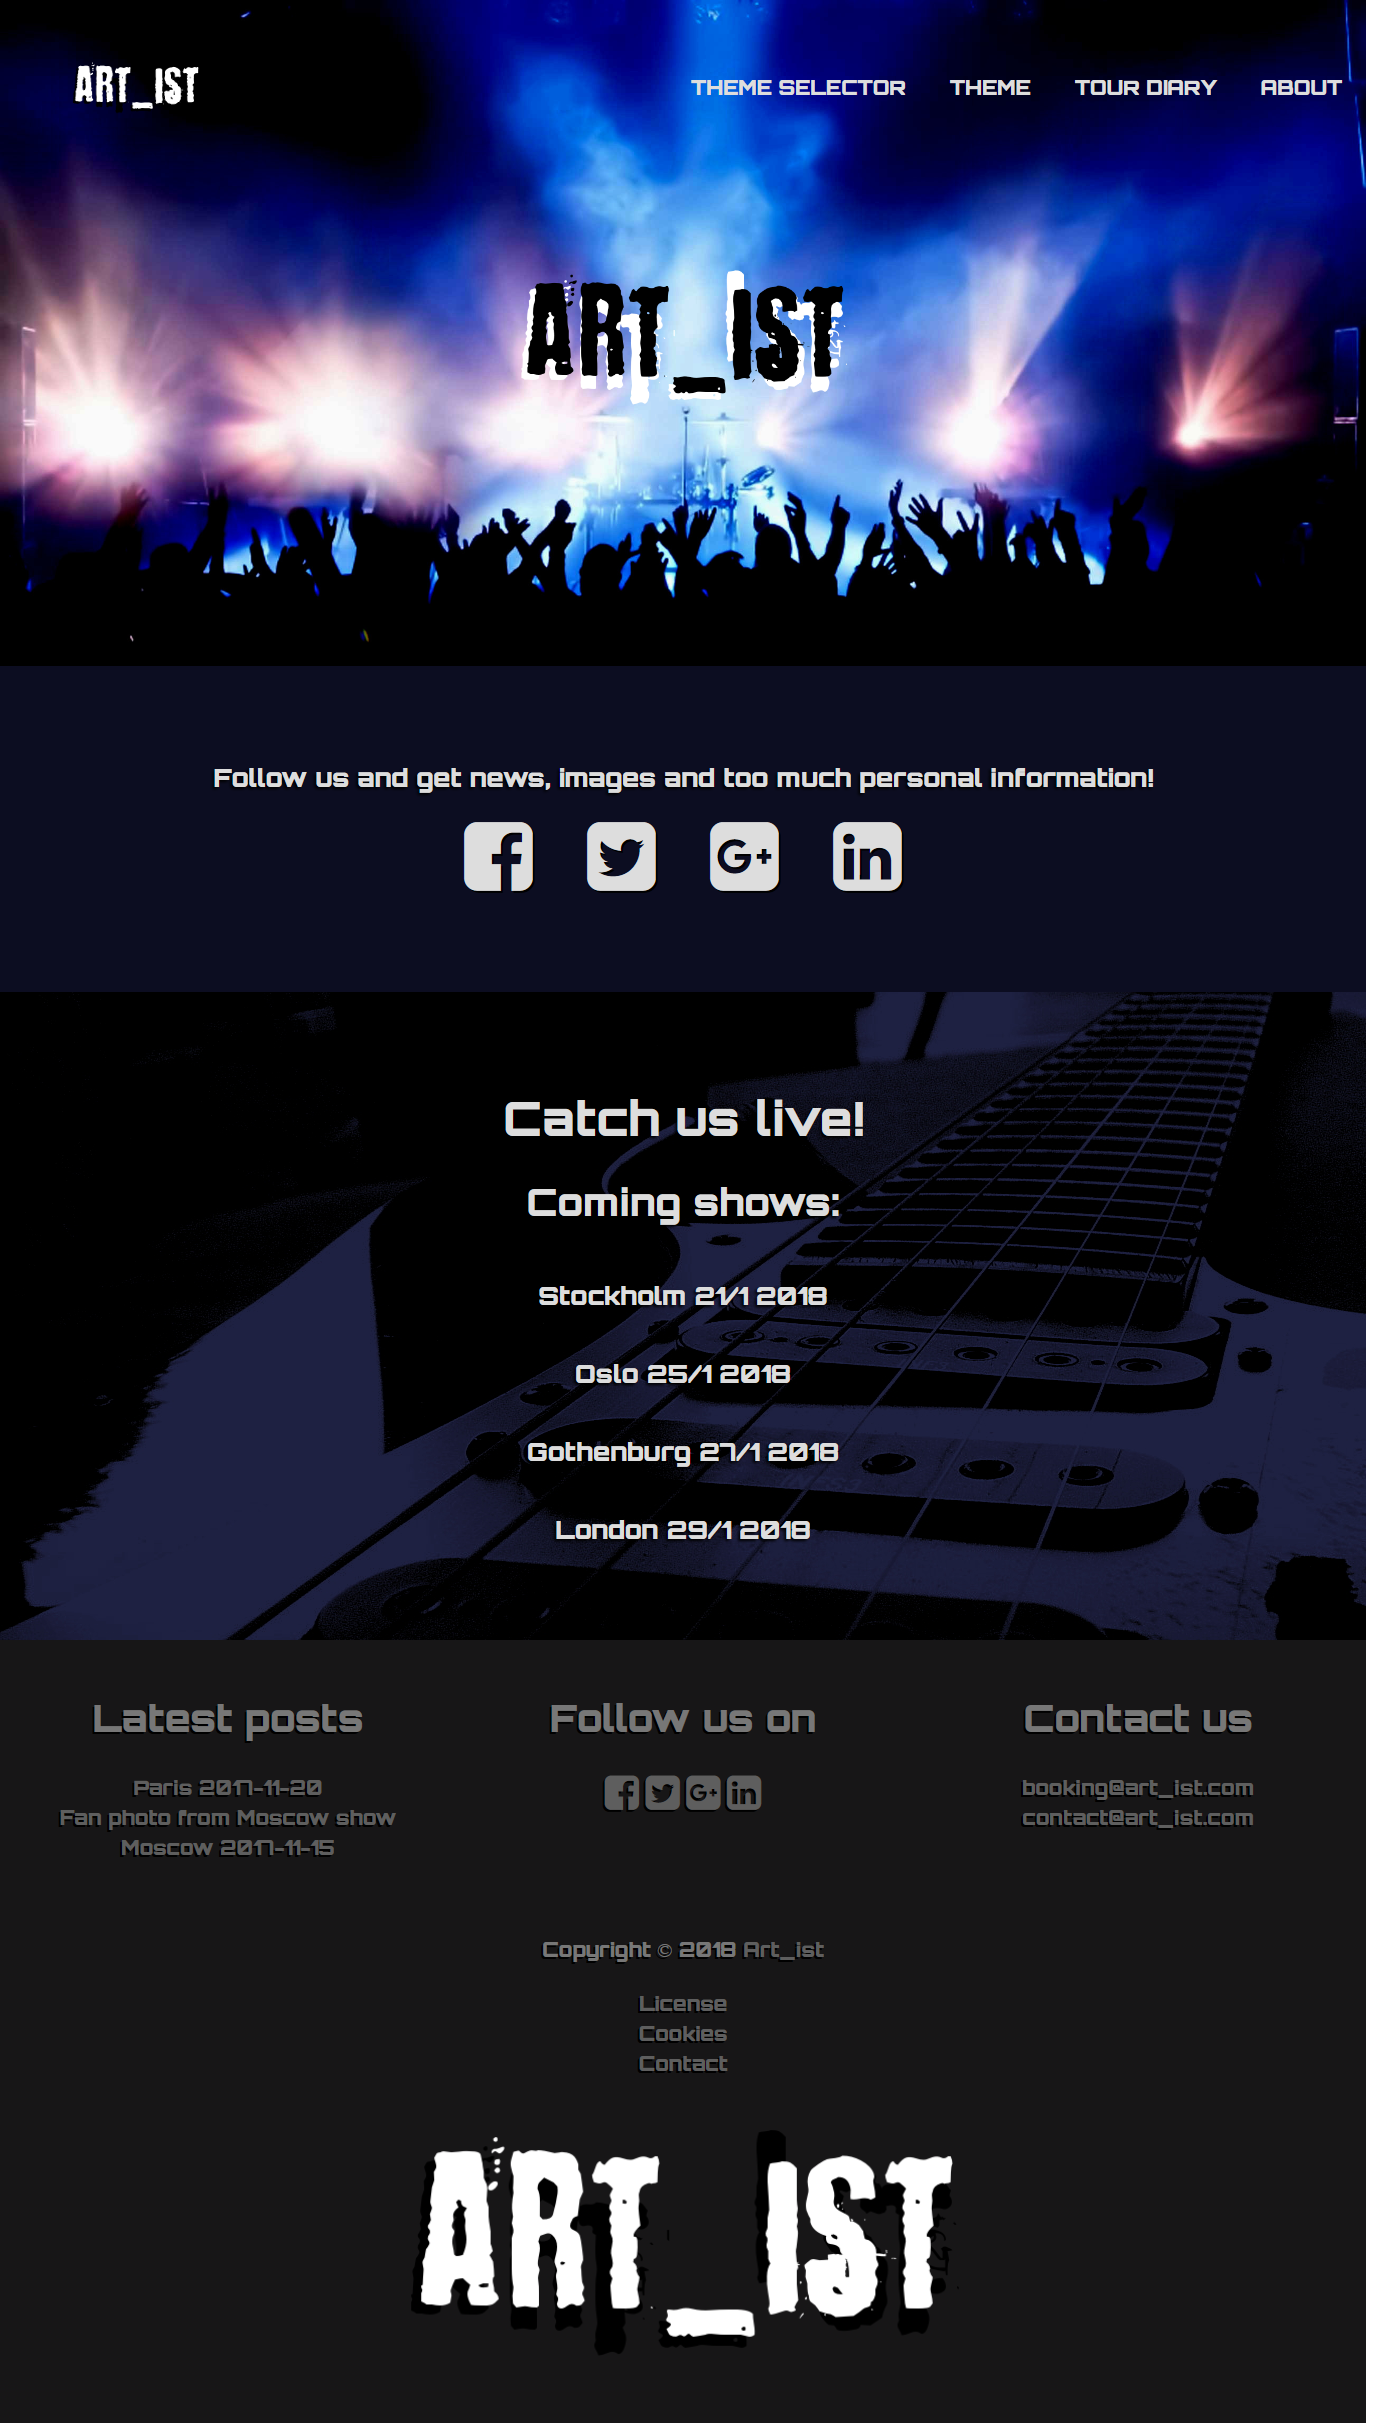 ART_IST
THEME SELECTOR THEME TOUR DIARY ABOUT
ART_IST
Follow us and get news, images and too much personal information!
Catch us live!
Coming shows:
Stockholm 21/1 2018
Oslo 25/1 2018
Gothenburg 27/1 2018
London 29/1 2018
Latest posts
Paris 2017-11-20
Fan photo from Moscow show
Moscow 2017-11-15
Follow us on
Contact us
booking@art_ist.com
contact@art_ist.com
Copyright © 2018 Art_ist
License
Cookies
Contact
ART_IST